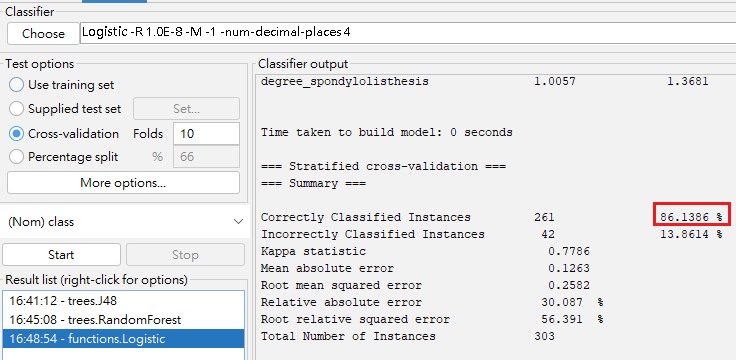 Classifier
Choose Logistic -R 1.0E-8 -M -1 -num-decimal-places 4
Test options
Use training set
Supplied test set Set...
Cross-validation Folds 10
Percentage split % 66
More options...
(Nom) class
Start Stop
Result list (right-click for options)
16:41:12 - trees.J48
16:45:08 - trees.RandomForest
16:48:54 - functions.Logistic
Classifier output
degree_spondylolisthesis 1.0057 1.3681
Time taken to build model: 0 seconds
=== Stratified cross-validation ===
=== Summary ===
Correctly Classified Instances 261 86.1386 %
Incorrectly Classified Instances 42 13.8614 %
Kappa statistic 0.7786
Mean absolute error 0.1263
Root mean squared error 0.2582
Relative absolute error 30.087 %
Root relative squared error 56.391 %
Total Number of Instances 303